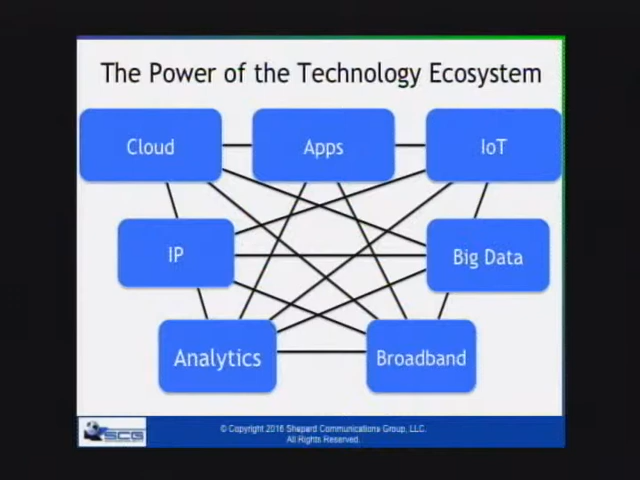 The Power of the Technology Ecosystem
Cloud
Apps
IoT
IP
Big Data
Analytics
Broadband
SCG
© Copyright 2016 Shepard Communications Group, LLC.
All Rights Reserved.